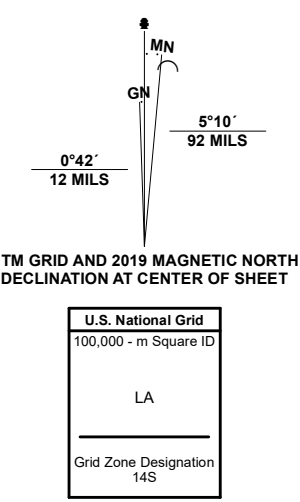 MN
GN
5°10´
92 MILS
0°42´
12 MILS
TM GRID AND 2019 MAGNETIC NORTH
DECLINATION AT CENTER OF SHEET
U.S. National Grid
100,000 - m Square ID
LA
Grid Zone Designation
14S